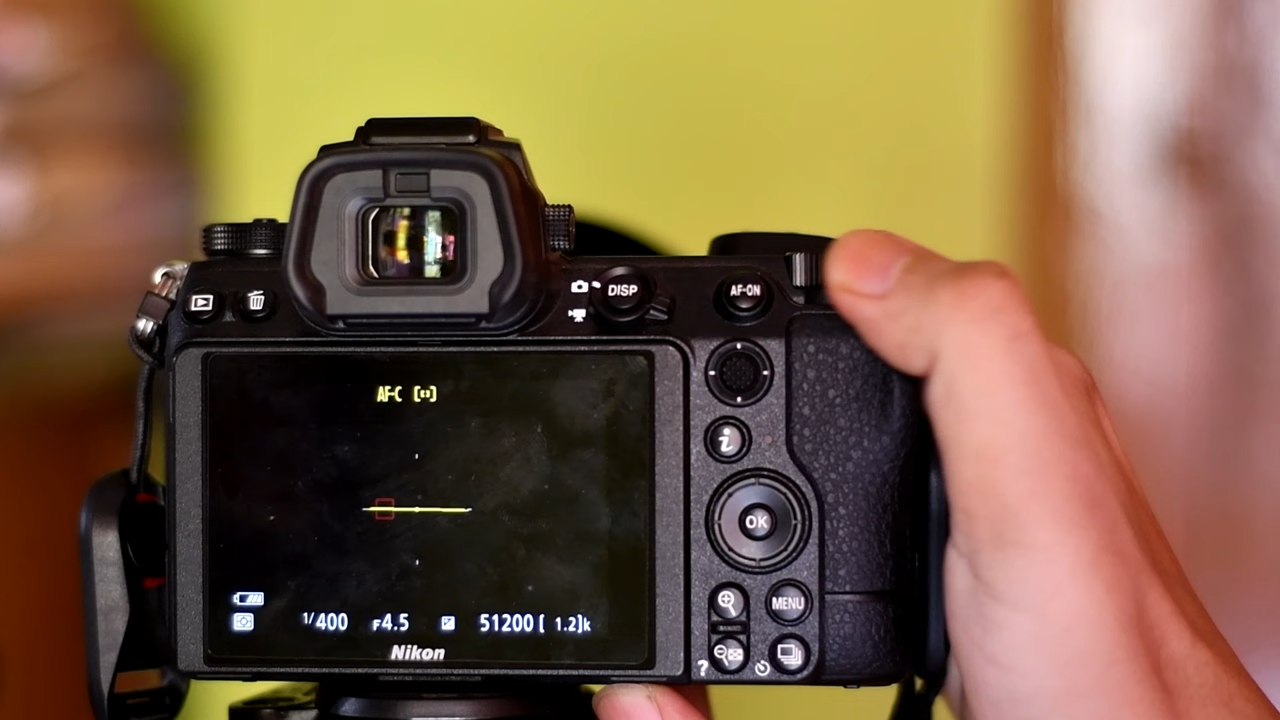 DISP
AF-ON
AF-C [ ]
i
OK
MENU
1/400 F4.5 51200 [ 1.2]k
Nikon
?